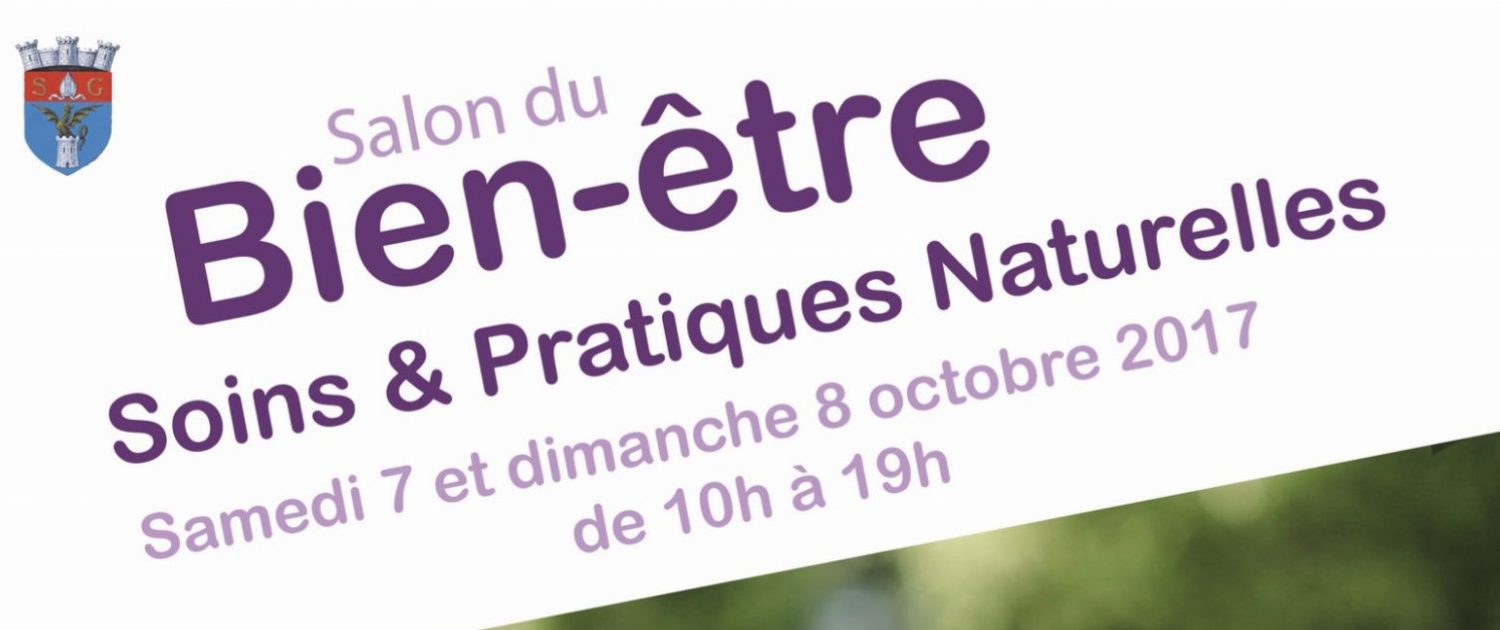 S G
Salon du
Bien-être
Soins & Pratiques Naturelles
Samedi 7 et dimanche 8 octobre 2017
de 10h à 19h